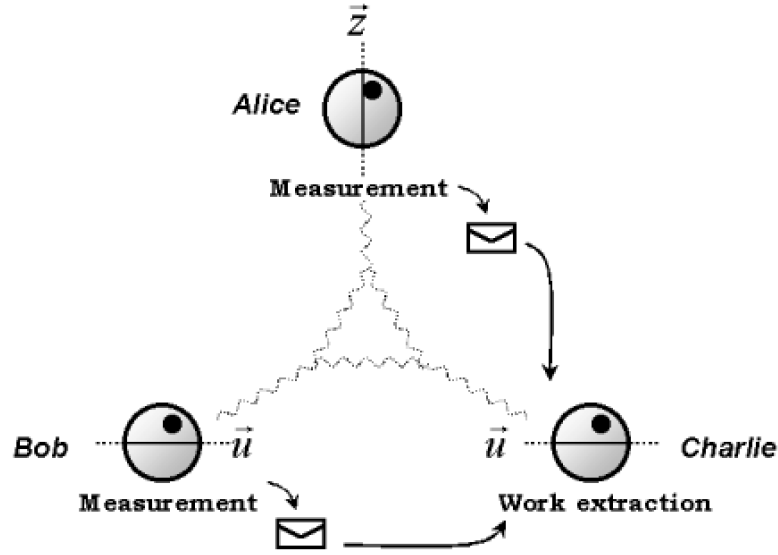 z⃗
Alice
Measurement
Bob
u⃗
u⃗
Charlie
Measurement
Work extraction